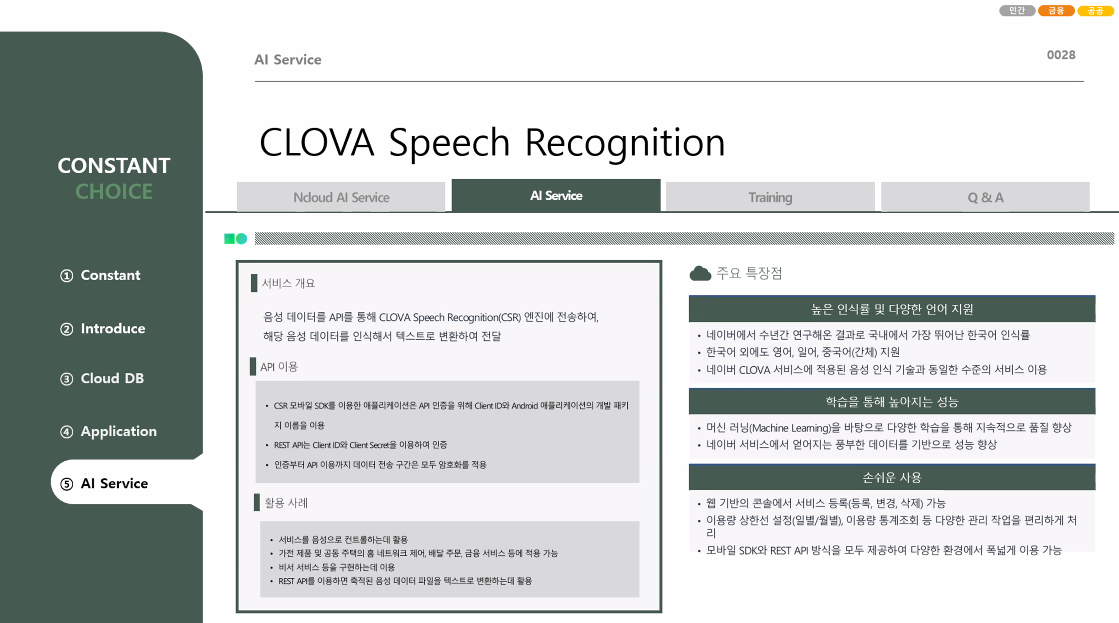 민간 금융 공공
AI Service
0028
CLOVA Speech Recognition
CONSTANT
CHOICE
① Constant
② Introduce
③ Cloud DB
④ Application
⑤ AI Service
Ncloud AI Service
AI Service
Training
Q & A
서비스 개요
음성 데이터를 API를 통해 CLOVA Speech Recognition(CSR) 엔진에 전송하여,
해당 음성 데이터를 인식해서 텍스트로 변환하여 전달
API 이용
• CSR 모바일 SDK를 이용한 애플리케이션은 API 인증을 위해 Client ID와 Android 애플리케이션의 개발 패키
지 이름을 이용
• REST API는 Client ID와 Client Secret을 이용하여 인증
• 인증부터 API 이용까지 데이터 전송 구간은 모두 암호화를 적용
활용 사례
• 서비스를 음성으로 컨트롤하는데 활용
• 가전 제품 및 공동 주택의 홈 네트워크 제어, 배달 주문, 금융 서비스 등에 적용 가능
• 비서 서비스 등을 구현하는데 이용
• REST API를 이용하면 축적된 음성 데이터 파일을 텍스트로 변환하는데 활용
주요 특장점
높은 인식률 및 다양한 언어 지원
• 네이버에서 수년간 연구해온 결과로 국내에서 가장 뛰어난 한국어 인식률
• 한국어 외에도 영어, 일어, 중국어(간체) 지원
• 네이버 CLOVA 서비스에 적용된 음성 인식 기술과 동일한 수준의 서비스 이용
학습을 통해 높아지는 성능
• 머신 러닝(Machine Learning)을 바탕으로 다양한 학습을 통해 지속적으로 품질 향상
• 네이버 서비스에서 얻어지는 풍부한 데이터를 기반으로 성능 향상
손쉬운 사용
• 웹 기반의 콘솔에서 서비스 등록(등록, 변경, 삭제) 가능
• 이용량 상한선 설정(일별/월별), 이용량 통계조회 등 다양한 관리 작업을 편리하게 처
리
• 모바일 SDK와 REST API 방식을 모두 제공하여 다양한 환경에서 폭넓게 이용 가능